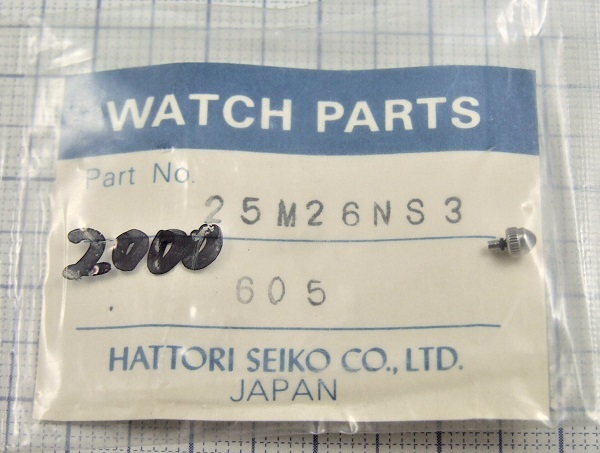 WATCH PARTS
Part No.
25M26NS3
2000
605
HATTORI SEIKO CO., LTD.
JAPAN